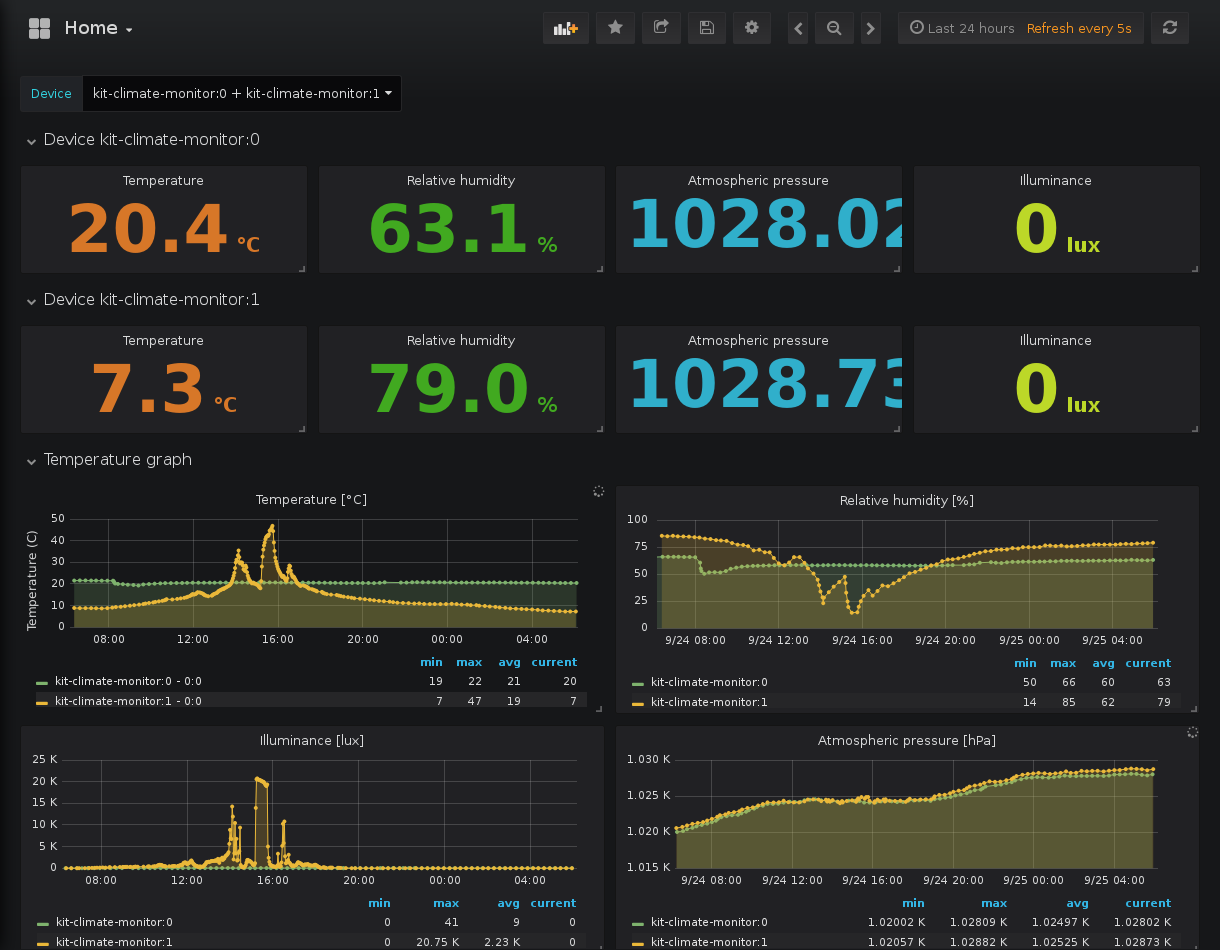 Home
Last 24 hours Refresh every 5s
Device kit-climate-monitor:0 + kit-climate-monitor:1
Device kit-climate-monitor:0
Temperature Relative humidity Atmospheric pressure Illuminance
20.4 °C 63.1 % 1028.02 0 lux
Device kit-climate-monitor:1
Temperature Relative humidity Atmospheric pressure Illuminance
7.3 °C 79.0 % 1028.73 0 lux
Temperature graph
Temperature [°C]
Temperature (C)
50
40
30
20
10
0
08:00 12:00 16:00 20:00 00:00 04:00
min max avg current
kit-climate-monitor:0 - 0:0 19 22 21 20
kit-climate-monitor:1 - 0:0 7 47 19 7
Relative humidity [%]
100
75
50
25
0
9/24 08:00 9/24 12:00 9/24 16:00 9/24 20:00 9/25 00:00 9/25 04:00
min max avg current
kit-climate-monitor:0 50 66 60 63
kit-climate-monitor:1 14 85 62 79
Illuminance [lux]
25 K
20 K
15 K
10 K
5 K
0
08:00 12:00 16:00 20:00 00:00 04:00
min max avg current
kit-climate-monitor:0 0 41 9 0
kit-climate-monitor:1 0 20.75 K 2.23 K 0
Atmospheric pressure [hPa]
1.030 K
1.025 K
1.020 K
1.015 K
9/24 08:00 9/24 12:00 9/24 16:00 9/24 20:00 9/25 00:00 9/25 04:00
min max avg current
kit-climate-monitor:0 1.02002 K 1.02809 K 1.02497 K 1.02802 K
kit-climate-monitor:1 1.02057 K 1.02882 K 1.02525 K 1.02873 K